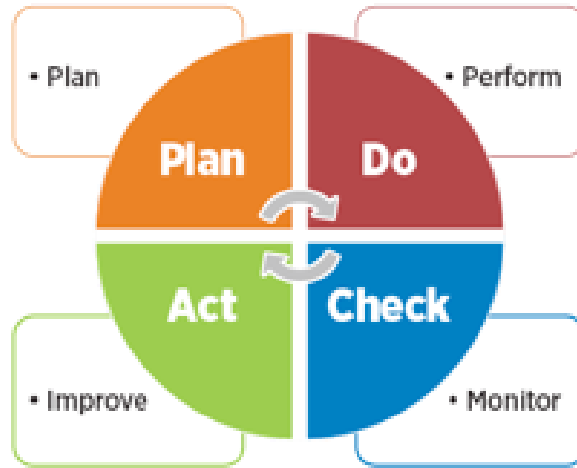 • Plan
• Perform
Plan
Do
Act
Check
• Improve
• Monitor